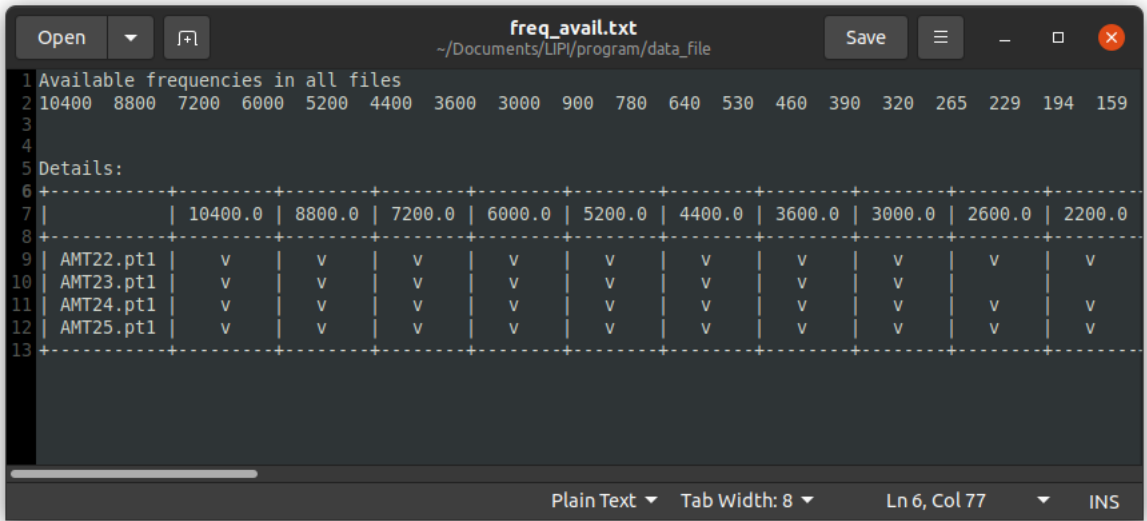 Open
freq_avail.txt
~/Documents/LIPI/program/data_file
Save
1 Available frequencies in all files
2 10400 8800 7200 6000 5200 4400 3600 3000 900 780 640 530 460 390 320 265 229 194 159
3
4
5 Details:
6 +-----------+---------+--------+--------+--------+--------+--------+--------+--------+--------+--------
7 |           | 10400.0 | 8800.0 | 7200.0 | 6000.0 | 5200.0 | 4400.0 | 3600.0 | 3000.0 | 2600.0 | 2200.0
8 +-----------+---------+--------+--------+--------+--------+--------+--------+--------+--------+--------
9 | AMT22.pt1 |    v    |   v    |   v    |   v    |   v    |   v    |   v    |   v    |   v    |   v
10 | AMT23.pt1 |    v    |   v    |   v    |   v    |   v    |   v    |   v    |   v    |        |
11 | AMT24.pt1 |    v    |   v    |   v    |   v    |   v    |   v    |   v    |   v    |   v    |   v
12 | AMT25.pt1 |    v    |   v    |   v    |   v    |   v    |   v    |   v    |   v    |   v    |   v
13 +-----------+---------+--------+--------+--------+--------+--------+--------+--------+--------+--------
Plain Text Tab Width: 8 Ln 6, Col 77 INS